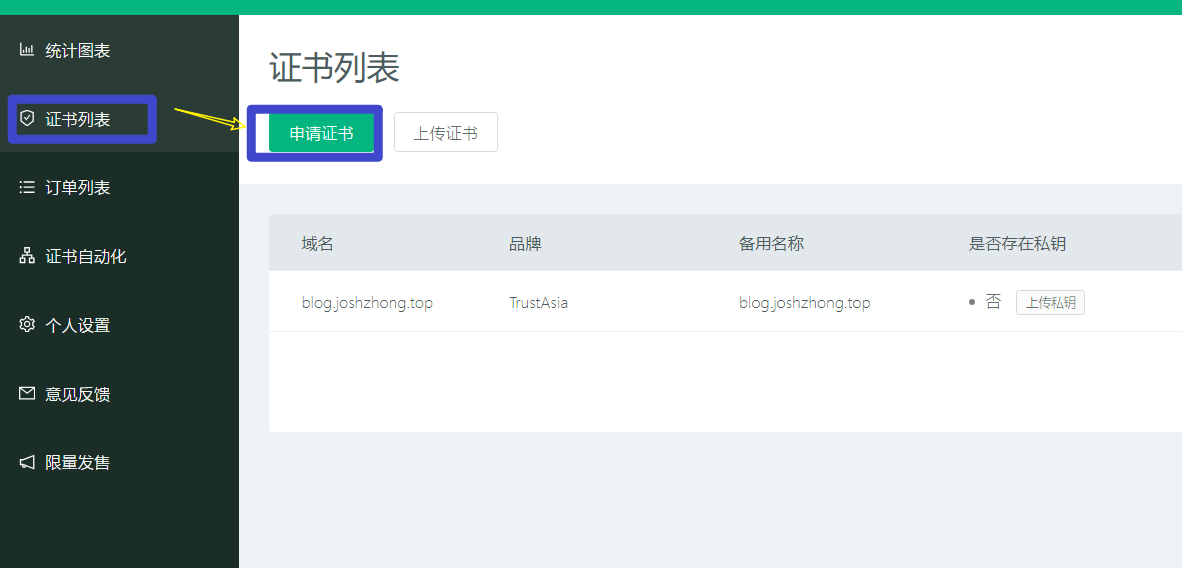 统计图表
证书列表
订单列表
证书自动化
个人设置
意见反馈
限量发售
证书列表
申请证书 上传证书
域名 品牌 备用名称 是否存在私钥
blog.joshzhong.top TrustAsia blog.joshzhong.top 否 上传私钥